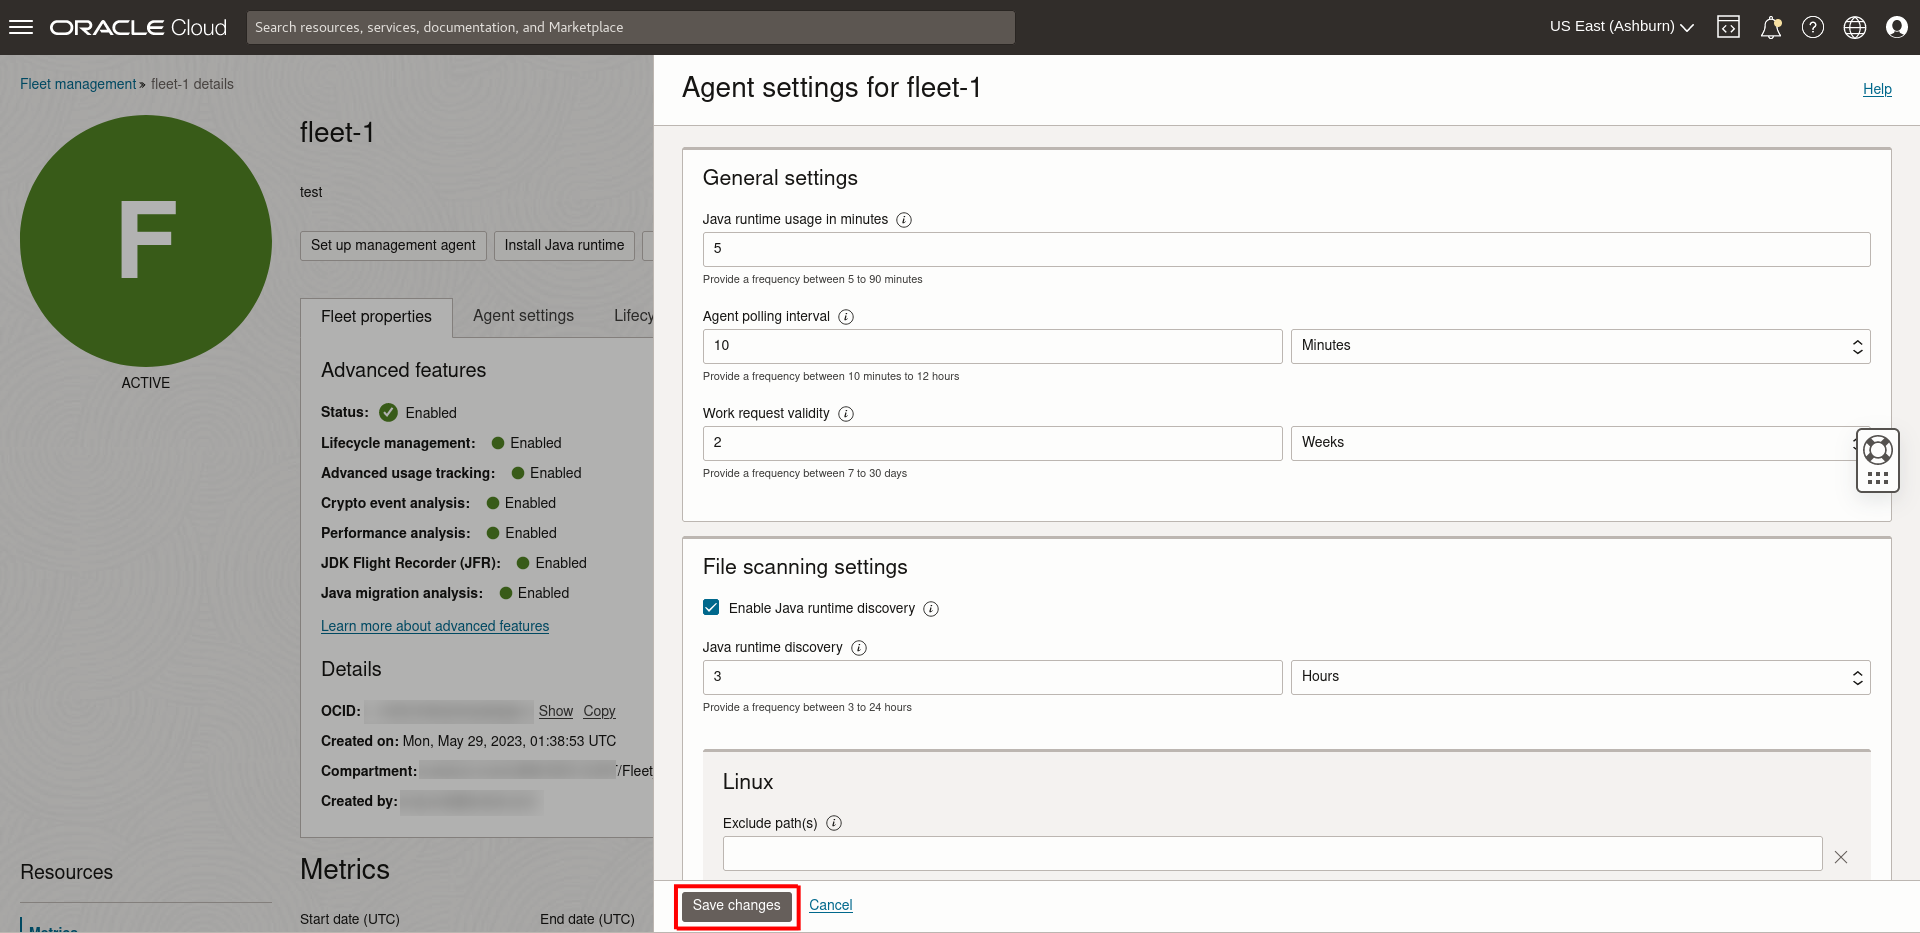 ORACLE Cloud
Search resources, services, documentation, and Marketplace
US East (Ashburn)
Fleet management » fleet-1 details
F
ACTIVE
fleet-1
test
Set up management agent
Install Java runtime
Fleet properties
Agent settings
Lifecy
Advanced features
Status: Enabled
Lifecycle management: Enabled
Advanced usage tracking: Enabled
Crypto event analysis: Enabled
Performance analysis: Enabled
JDK Flight Recorder (JFR): Enabled
Java migration analysis: Enabled
Learn more about advanced features
Details
OCID: Show Copy
Created on: Mon, May 29, 2023, 01:38:53 UTC
Compartment: /Fleet
Created by:
Resources
Metrics
Metrics
Start date (UTC)
End date (UTC)
Agent settings for fleet-1
Help
General settings
Java runtime usage in minutes
5
Provide a frequency between 5 to 90 minutes
Agent polling interval
10
Minutes
Provide a frequency between 10 minutes to 12 hours
Work request validity
2
Weeks
Provide a frequency between 7 to 30 days
File scanning settings
Enable Java runtime discovery
Java runtime discovery
3
Hours
Provide a frequency between 3 to 24 hours
Linux
Exclude path(s)
Save changes
Cancel